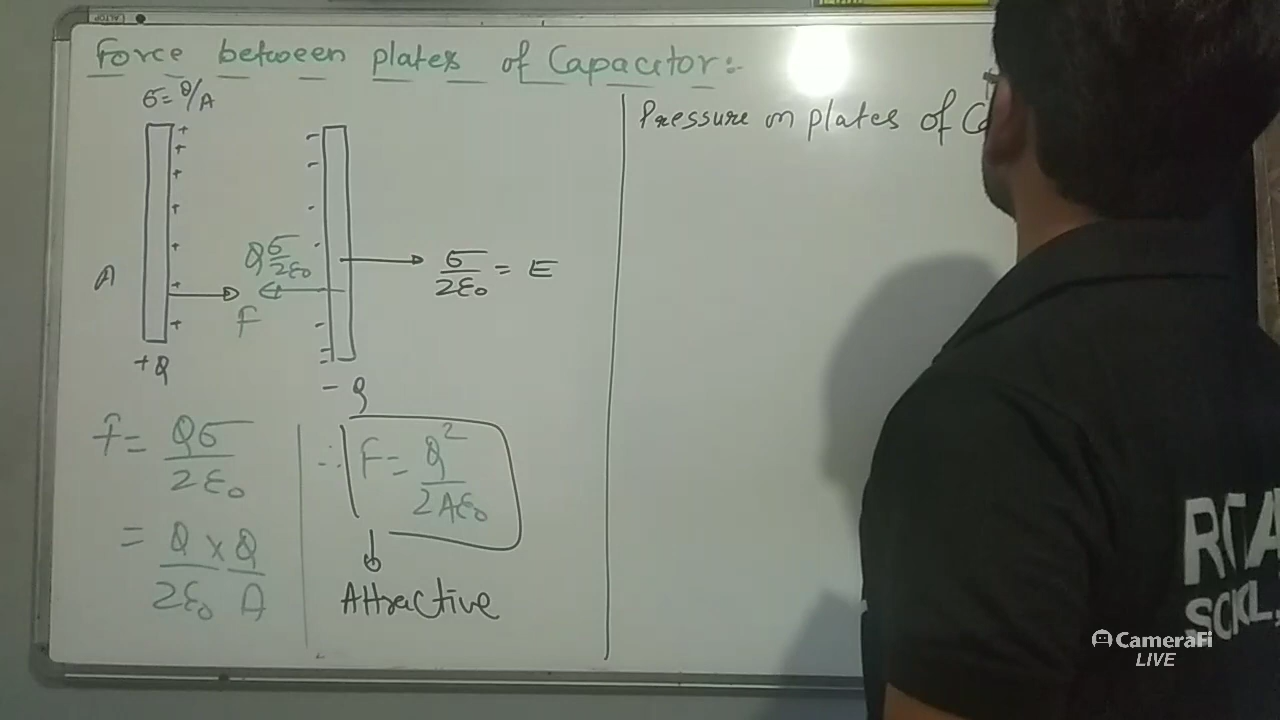 Force between plates of Capacitor:-
σ = Q/A
+ + + + + + +
- - - - - - -
A
Qσ/2ε₀
F
σ/2ε₀ = E
+Q
- Q
F = Qσ/2ε₀
= Q/2ε₀ × Q/A
∴ F = Q²/2Aε₀
Attractive
Pressure on plates of
CameraFi
LIVE